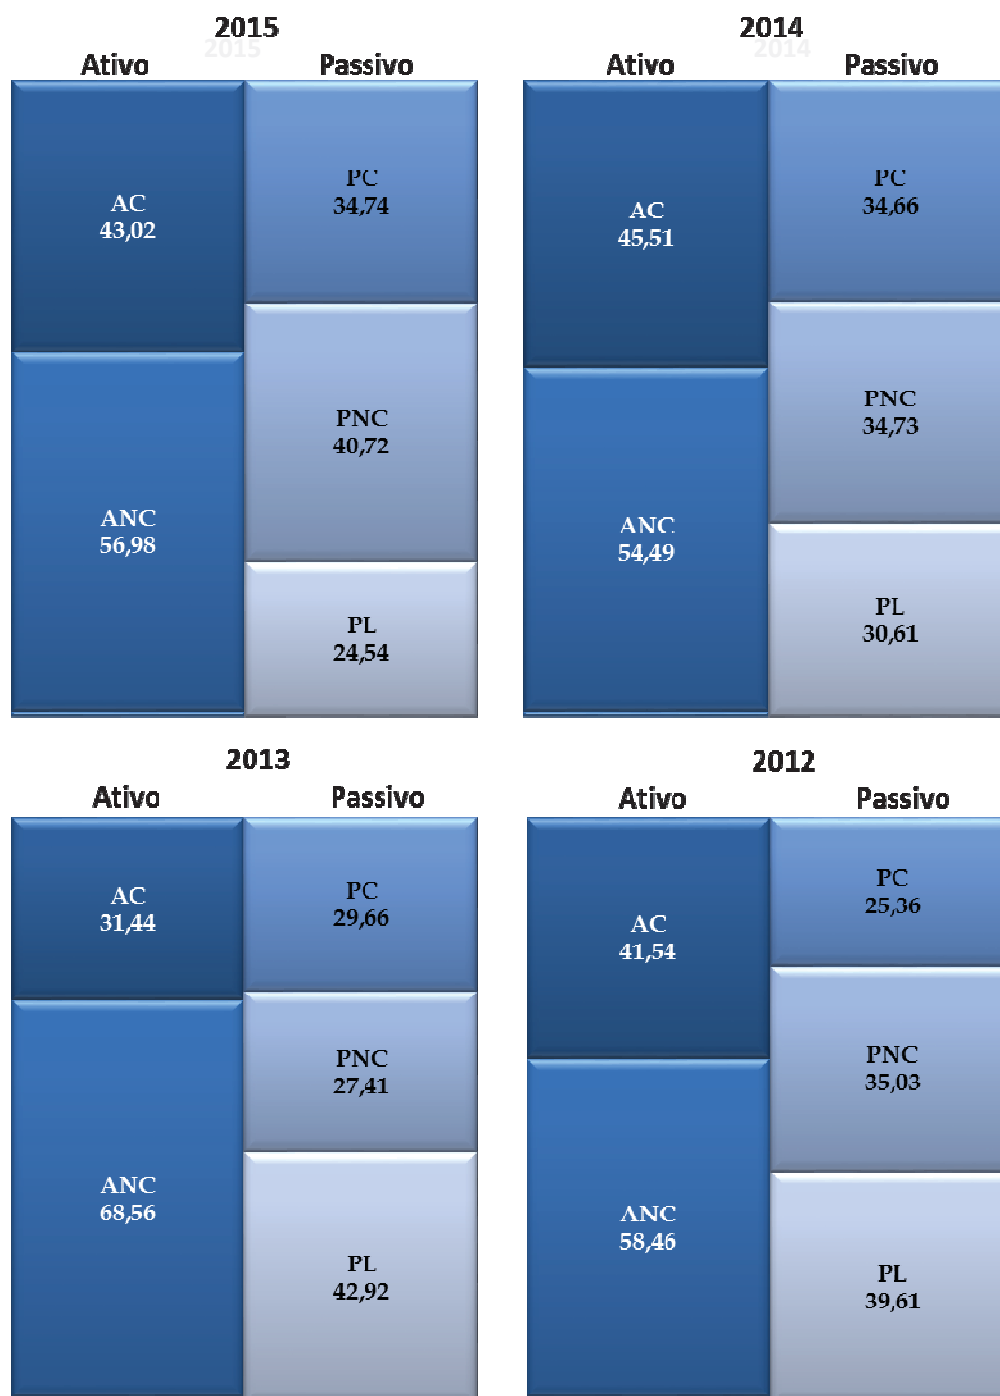 2015
2015
Ativo
Passivo
AC
43,02
ANC
56,98
PC
34,74
PNC
40,72
PL
24,54
2014
2014
Ativo
Passivo
AC
45,51
ANC
54,49
PC
34,66
PNC
34,73
PL
30,61
2013
Ativo
Passivo
AC
31,44
ANC
68,56
PC
29,66
PNC
27,41
PL
42,92
2012
Ativo
Passivo
AC
41,54
ANC
58,46
PC
25,36
PNC
35,03
PL
39,61